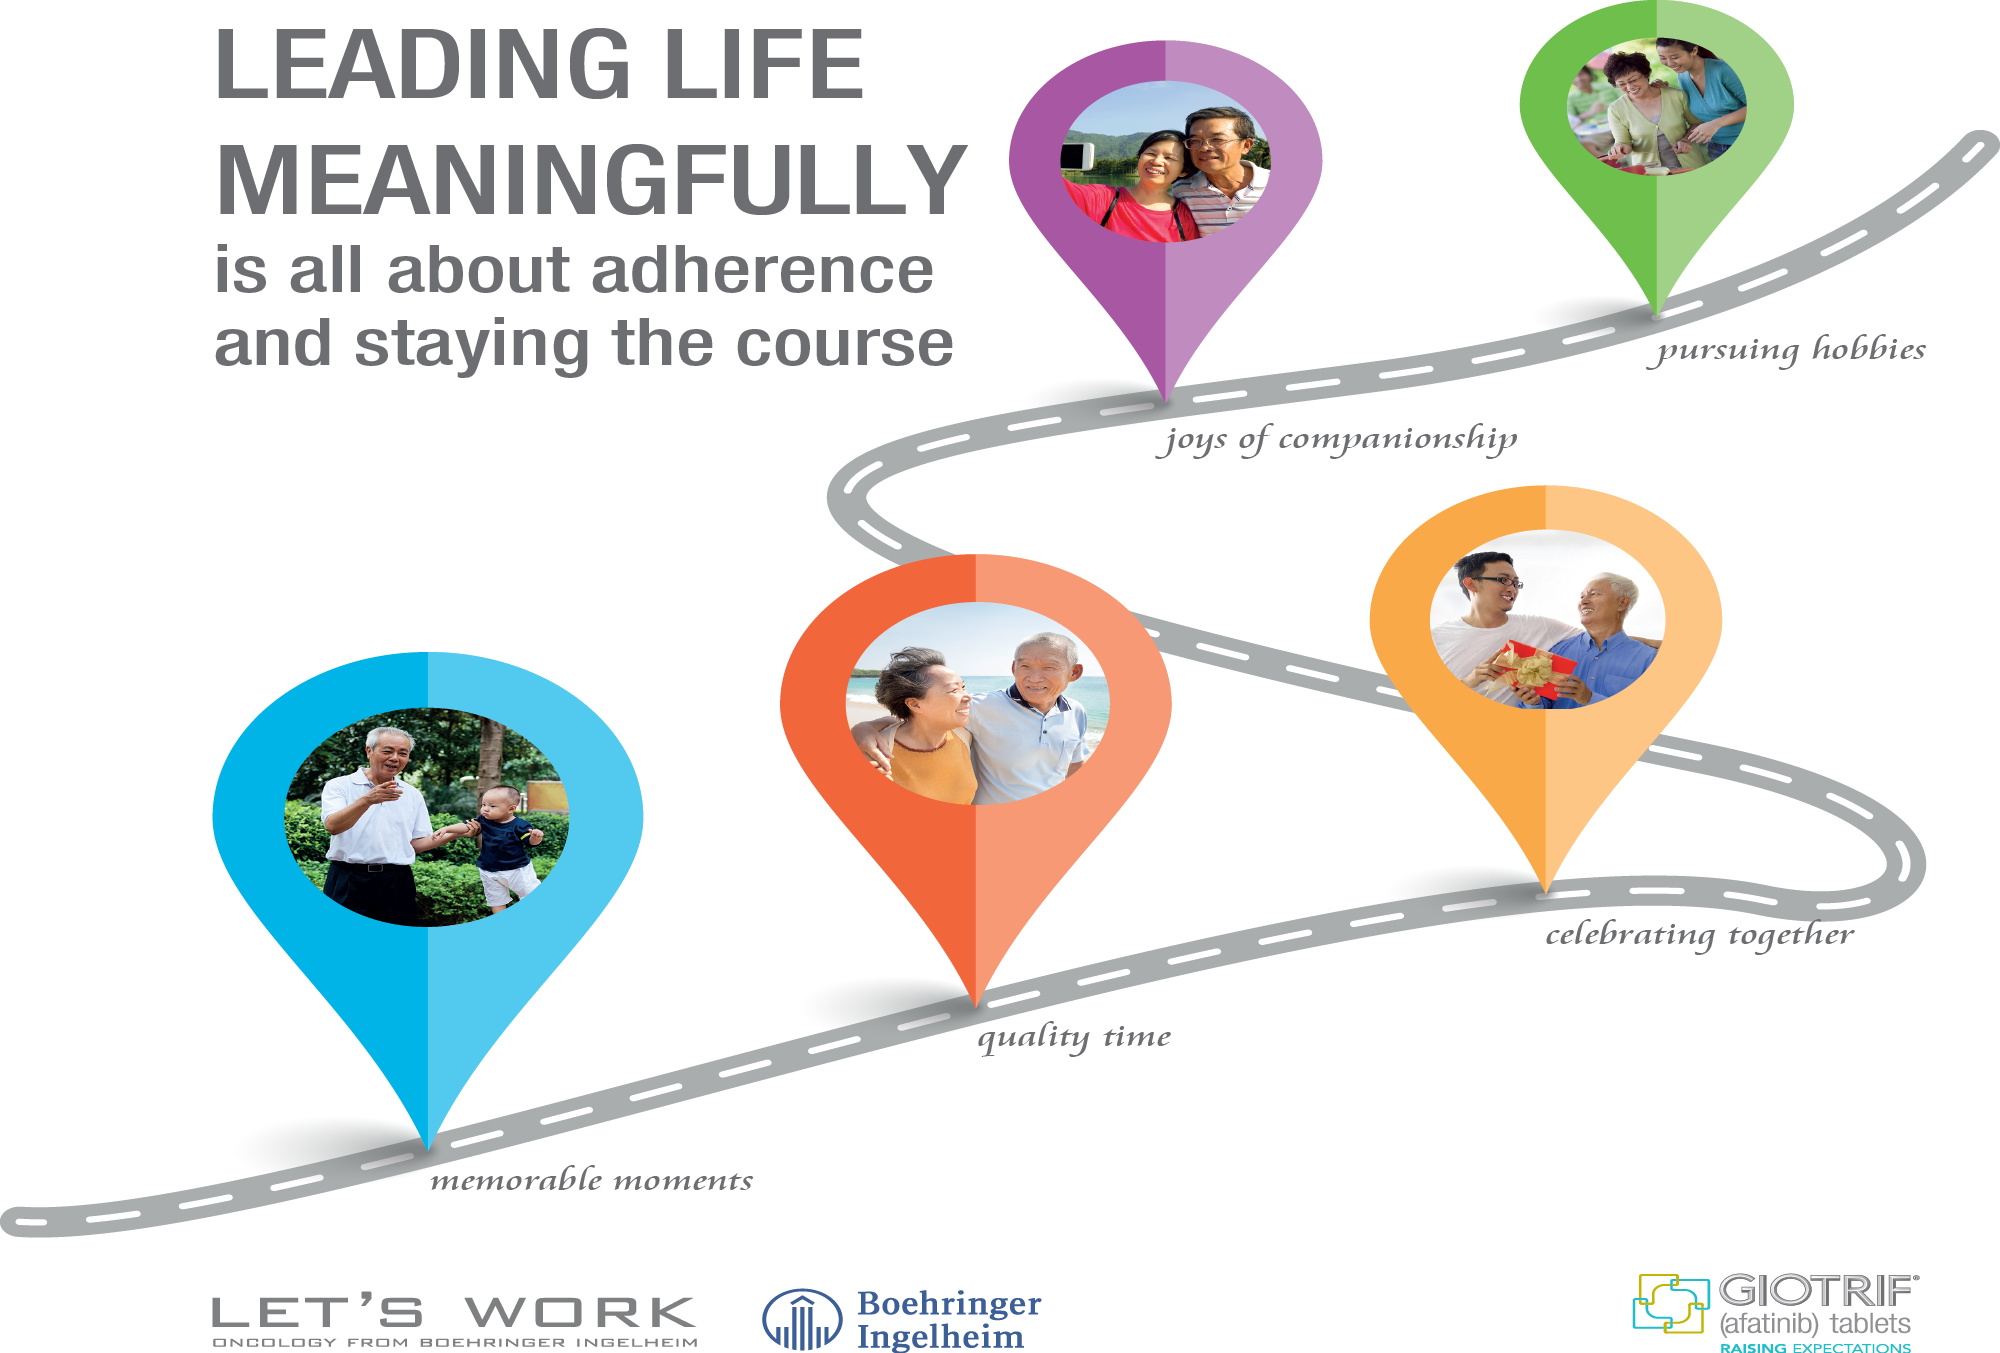 LEADING LIFE
MEANINGFULLY
is all about adherence
and staying the course
pursuing hobbies
joys of companionship
celebrating together
quality time
memorable moments
LET'S WORK
ONCOLOGY FROM BOEHRINGER INGELHEIM
Boehringer
Ingelheim
GIOTRIF®
(afatinib) tablets
RAISING EXPECTATIONS